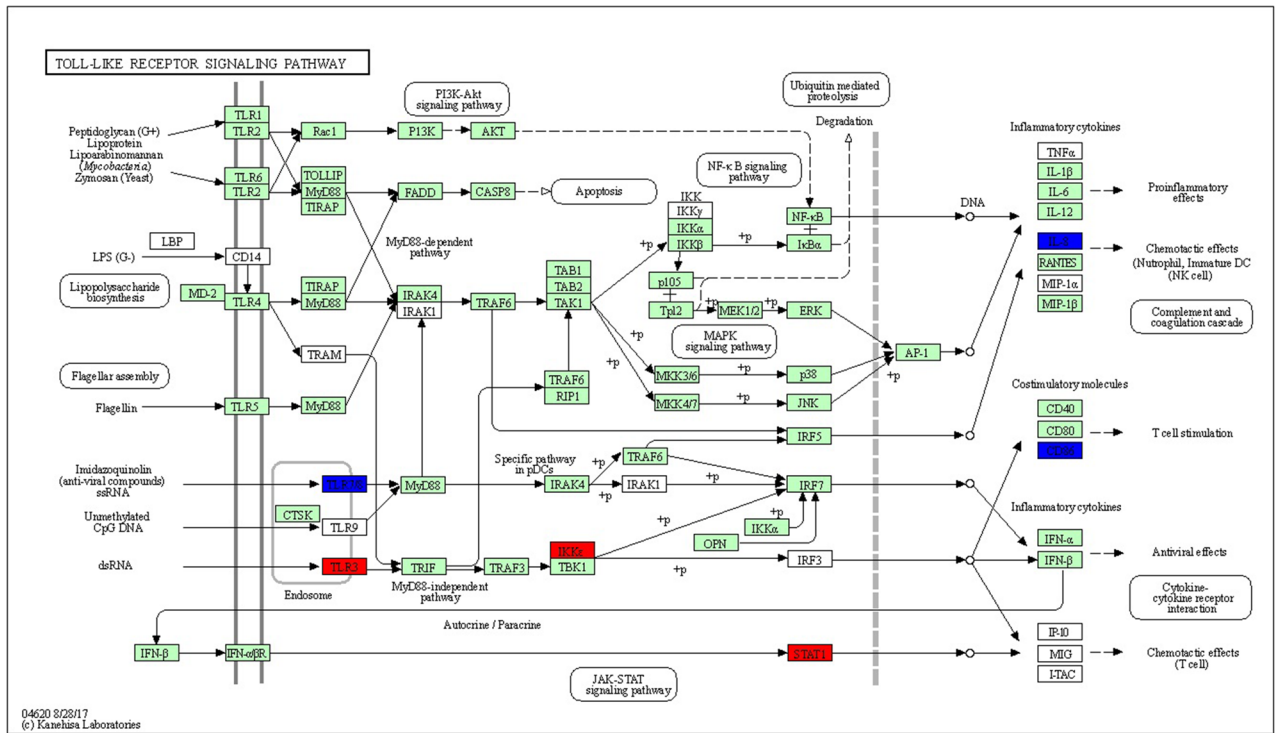 TOLL-LIKE RECEPTOR SIGNALING PATHWAY
PI3K-Akt
signaling pathway
Ubiquitin mediated
proteolysis
Degradation
Inflammatory cytokines
Peptidoglycan (G+)
Lipoprotein
Lipoarabinomannan
(Mycobacteria)
Zymosan (Yeast)
TLR1
TLR2
Rac1
PI3K
AKT
TLR6
TLR2
TOLLIP
MyD88
TIRAP
FADD
CASP8
Apoptosis
NF-κB signaling
pathway
IKK
IKKγ
IKKα
IKKβ
+p
+p
NF-κB
IκBα
DNA
TNFα
IL-1β
IL-6
IL-12
Proinflammatory
effects
LBP
LPS (G-)
CD14
MyD88-dependent
pathway
IL-8
RANTES
MIP-1α
MIP-1β
Chemotactic effects
(Nutrophil, Immature DC
(NK cell)
Lipopolysaccharide
biosynthesis
MD-2
TLR4
TIRAP
MyD88
IRAK4
IRAK1
TRAF6
TAB1
TAB2
TAK1
p105
Tpl2
+p
MEK1/2
+p
ERK
Complement and
coagulation cascade
TRAM
MAPK
signaling pathway
AP-1
+p
+p
+p
Flagellar assembly
TRAF6
RIP1
MKK3/6
+p
p38
MKK4/7
+p
JNK
Flagellin
TLR5
MyD88
IRF5
Costimulatory molecules
CD40
CD80
CD86
T cell stimulation
Imidazoquinolin
(anti-viral compounds)
ssRNA
TLR7/8
MyD88
Specific pathway
in pDCs
IRAK4
+p
+p
TRAF6
IRAK1
+p
IRF7
Unmethylated
CpG DNA
CTSK
TLR9
+p
+p
IKKα
OPN
Inflammatory cytokines
IFN-α
IFN-β
Antiviral effects
dsRNA
TLR3
TRIF
TRAF3
IKKε
TBK1
+p
IRF3
Endosome
MyD88-independent
pathway
Cytokine-
cytokine receptor
interaction
Autocrine / Paracrine
IFN-β
IFN-αβR
STAT1
IP-10
MIG
I-TAC
Chemotactic effects
(T cell)
JAK-STAT
signaling pathway
04620 8/28/17
(c) Kanehisa Laboratories